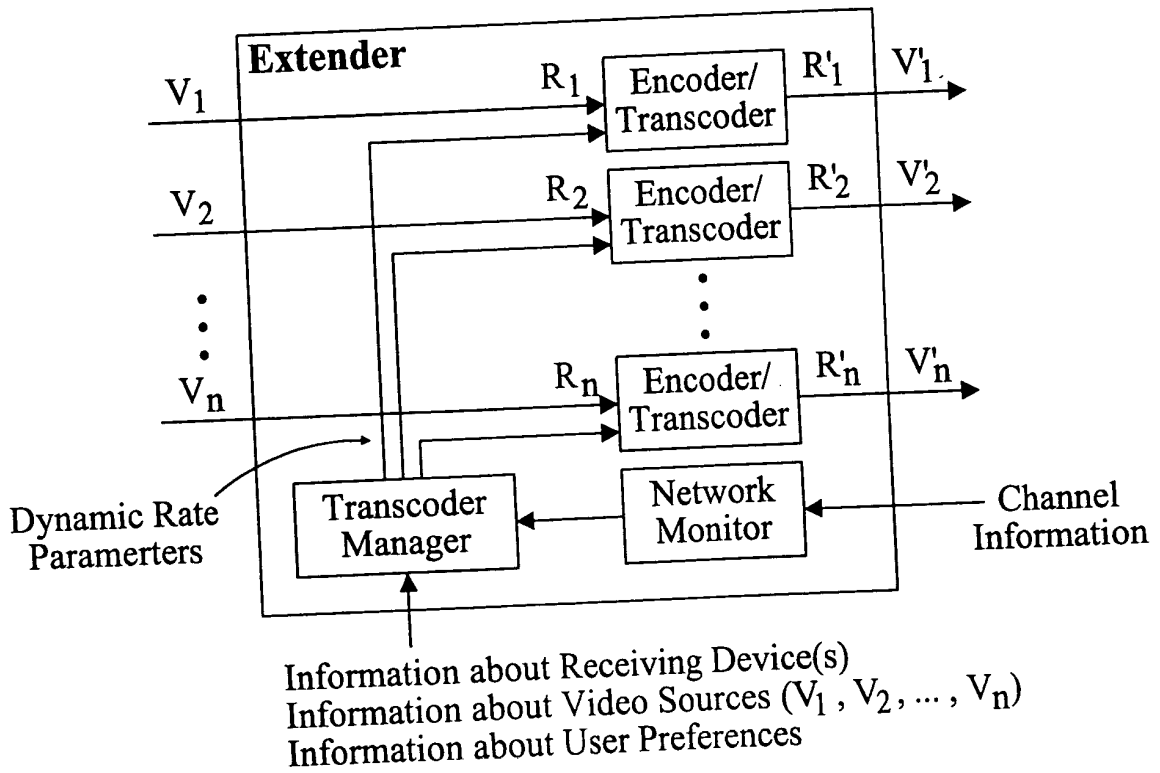 Extender
V1
R1
Encoder/
Transcoder
R'1
V'1
V2
R2
Encoder/
Transcoder
R'2
V'2
Vn
Rn
Encoder/
Transcoder
R'n
V'n
Dynamic Rate
Paramerters
Transcoder
Manager
Network
Monitor
Channel
Information
Information about Receiving Device(s)
Information about Video Sources (V1 , V2 , ... , Vn)
Information about User Preferences